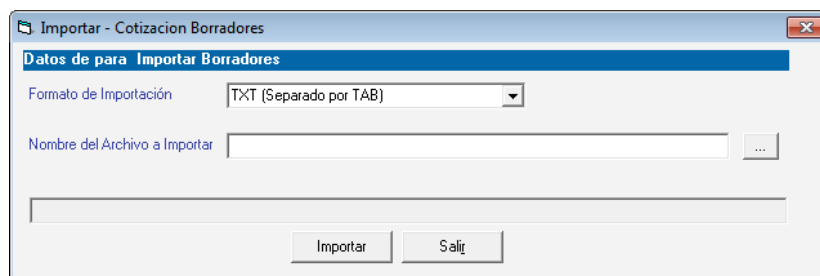 Importar - Cotizacion Borradores
Datos de para Importar Borradores
Formato de Importación TXT (Separado por TAB)
Nombre del Archivo a Importar ...
Importar Salir